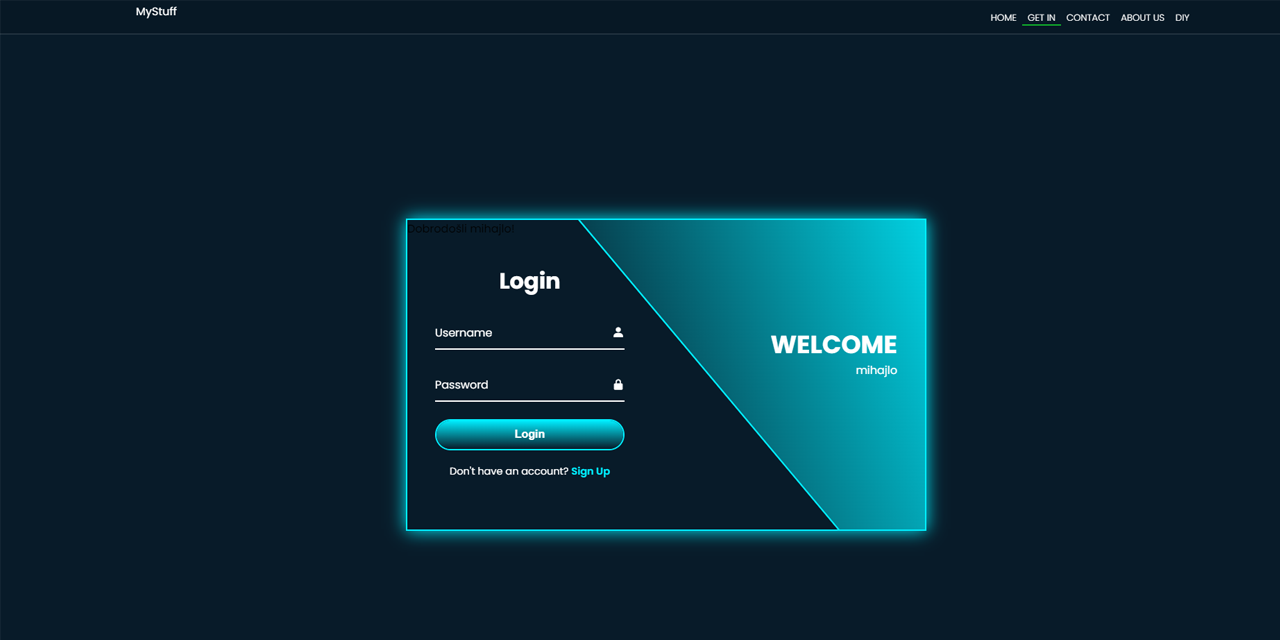 MyStuff
HOME GET IN CONTACT ABOUT US DIY
mihajlo!
Login
Username
WELCOME
mihajlo
Password
Login
Don't have an account? Sign Up